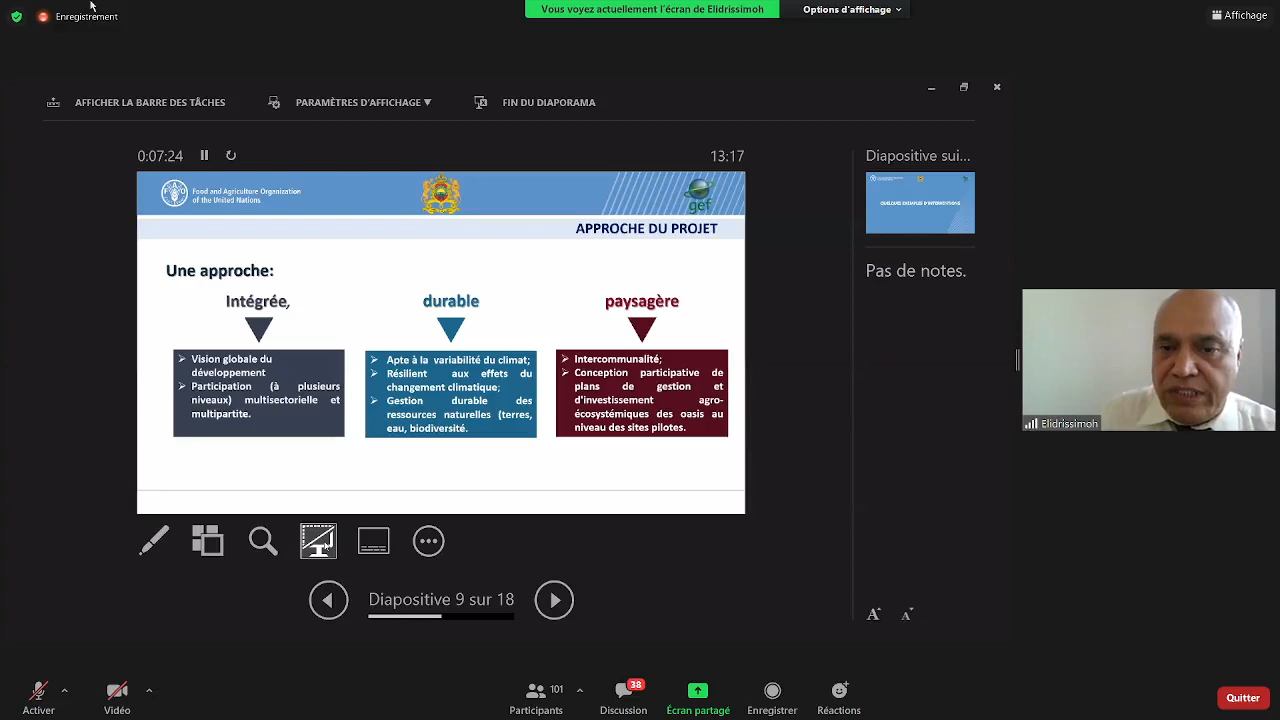 Enregistrement
Vous voyez actuellement l'écran de Elidrissimoh
Options d'affichage
Affichage
AFFICHER LA BARRE DES TÂCHES
PARAMÈTRES D'AFFICHAGE
FIN DU DIAPORAMA
0:07:24
13:17
Diapositive sui...
Food and Agriculture Organization
of the United Nations
gef
QUELQUES EXEMPLES D'INTERVENTIONS
APPROCHE DU PROJET
Une approche:
Pas de notes.
Intégrée,
durable
paysagère
Vision globale du
développement
Participation (à plusieurs
niveaux) multisectorielle et
multipartite.
Apte à la variabilité du climat;
Résilient aux effets du
changement climatique;
Gestion durable des
ressources naturelles (terres,
eau, biodiversité.
Intercommunalité;
Conception participative de
plans de gestion et
d'investissement agro-
écosystémiques des oasis au
niveau des sites pilotes.
Elidrissimoh
Diapositive 9 sur 18
A A
Activer
Vidéo
101
Participants
38
Discussion
Écran partagé
Enregistrer
Réactions
Quitter